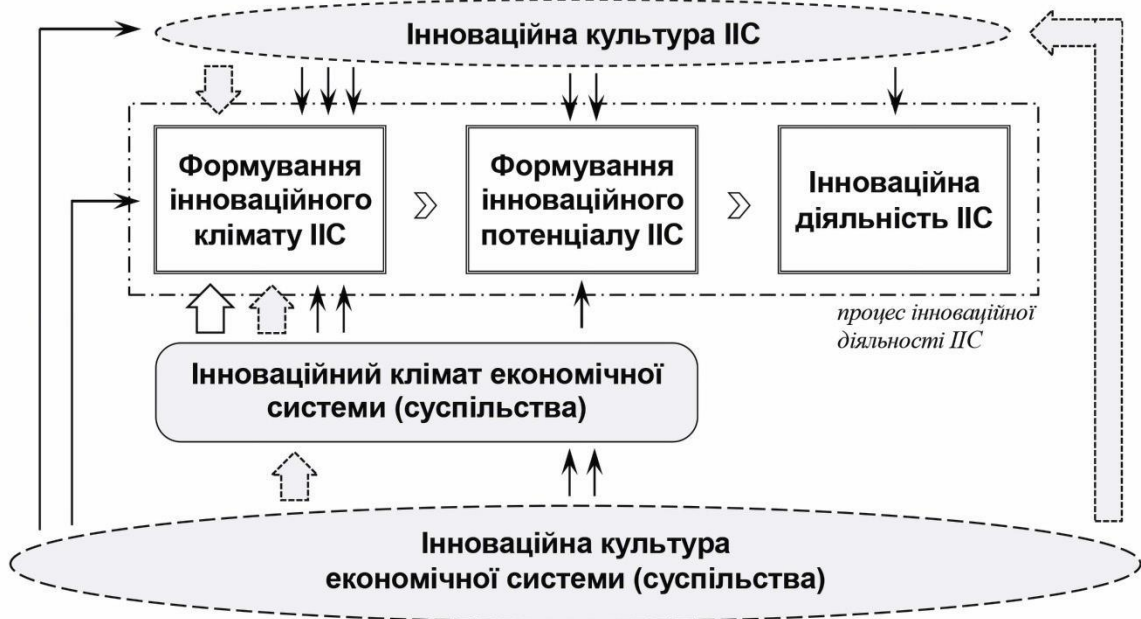 Інноваційна культура ІІС
Формування
інноваційного
клімату ІІС
Формування
інноваційного
потенціалу ІІС
Інноваційна
діяльність ІІС
процес інноваційної
діяльності ІІС
Інноваційний клімат економічної
системи (суспільства)
Інноваційна культура
економічної системи (суспільства)